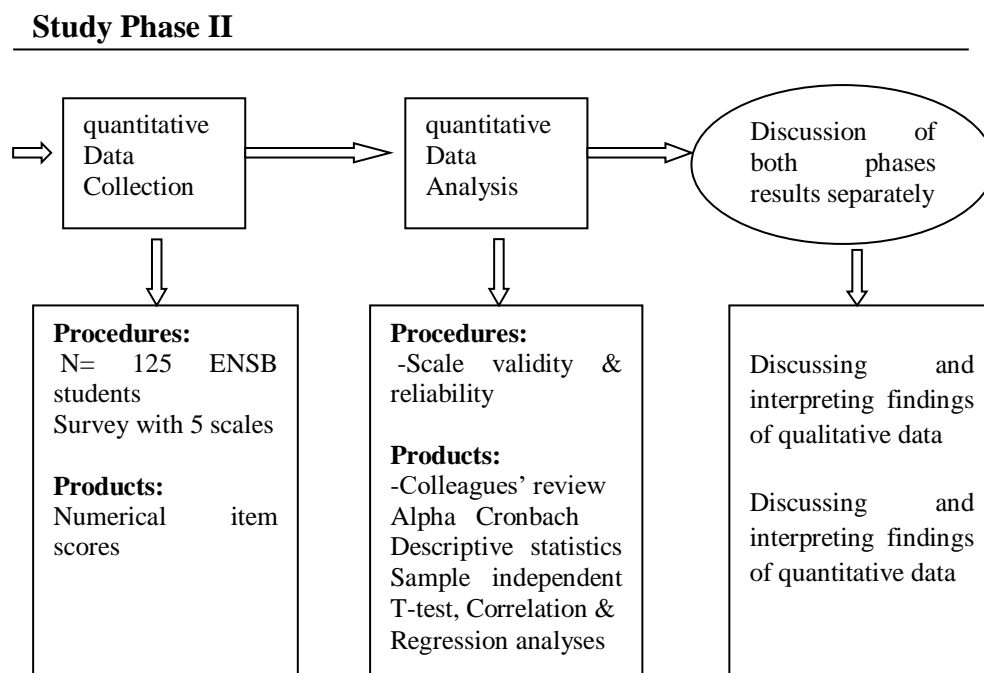 Study Phase II
quantitative
Data
Collection
quantitative
Data
Analysis
Discussion of
both phases
results separately
Procedures:
N= 125 ENSB
students
Survey with 5 scales
Products:
Numerical item
scores
Procedures:
-Scale validity &
reliability
Products:
-Colleagues’ review
Alpha Cronbach
Descriptive statistics
Sample independent
T-test, Correlation &
Regression analyses
Discussing and
interpreting findings
of qualitative data
Discussing and
interpreting findings
of quantitative data